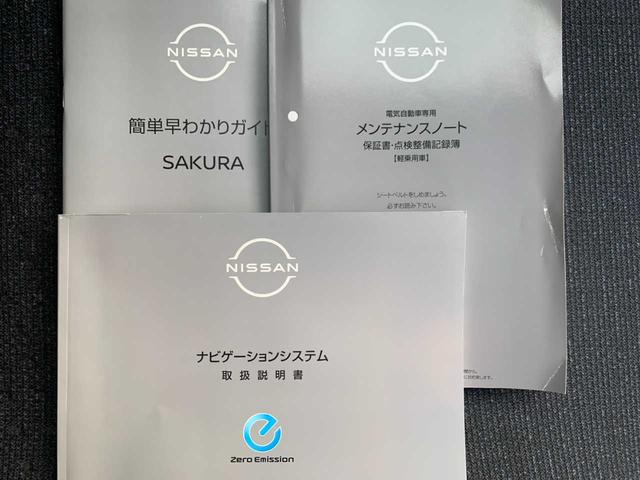 NISSAN
簡単早わかりガイド
SAKURA
NISSAN
電気自動車専用
メンテナンスノート
保証書・点検整備記録簿
【軽乗用車】
シートベルトをしめましょう。
必ずお読み下さい。
NISSAN
ナビゲーションシステム
取扱説明書
Zero Emission